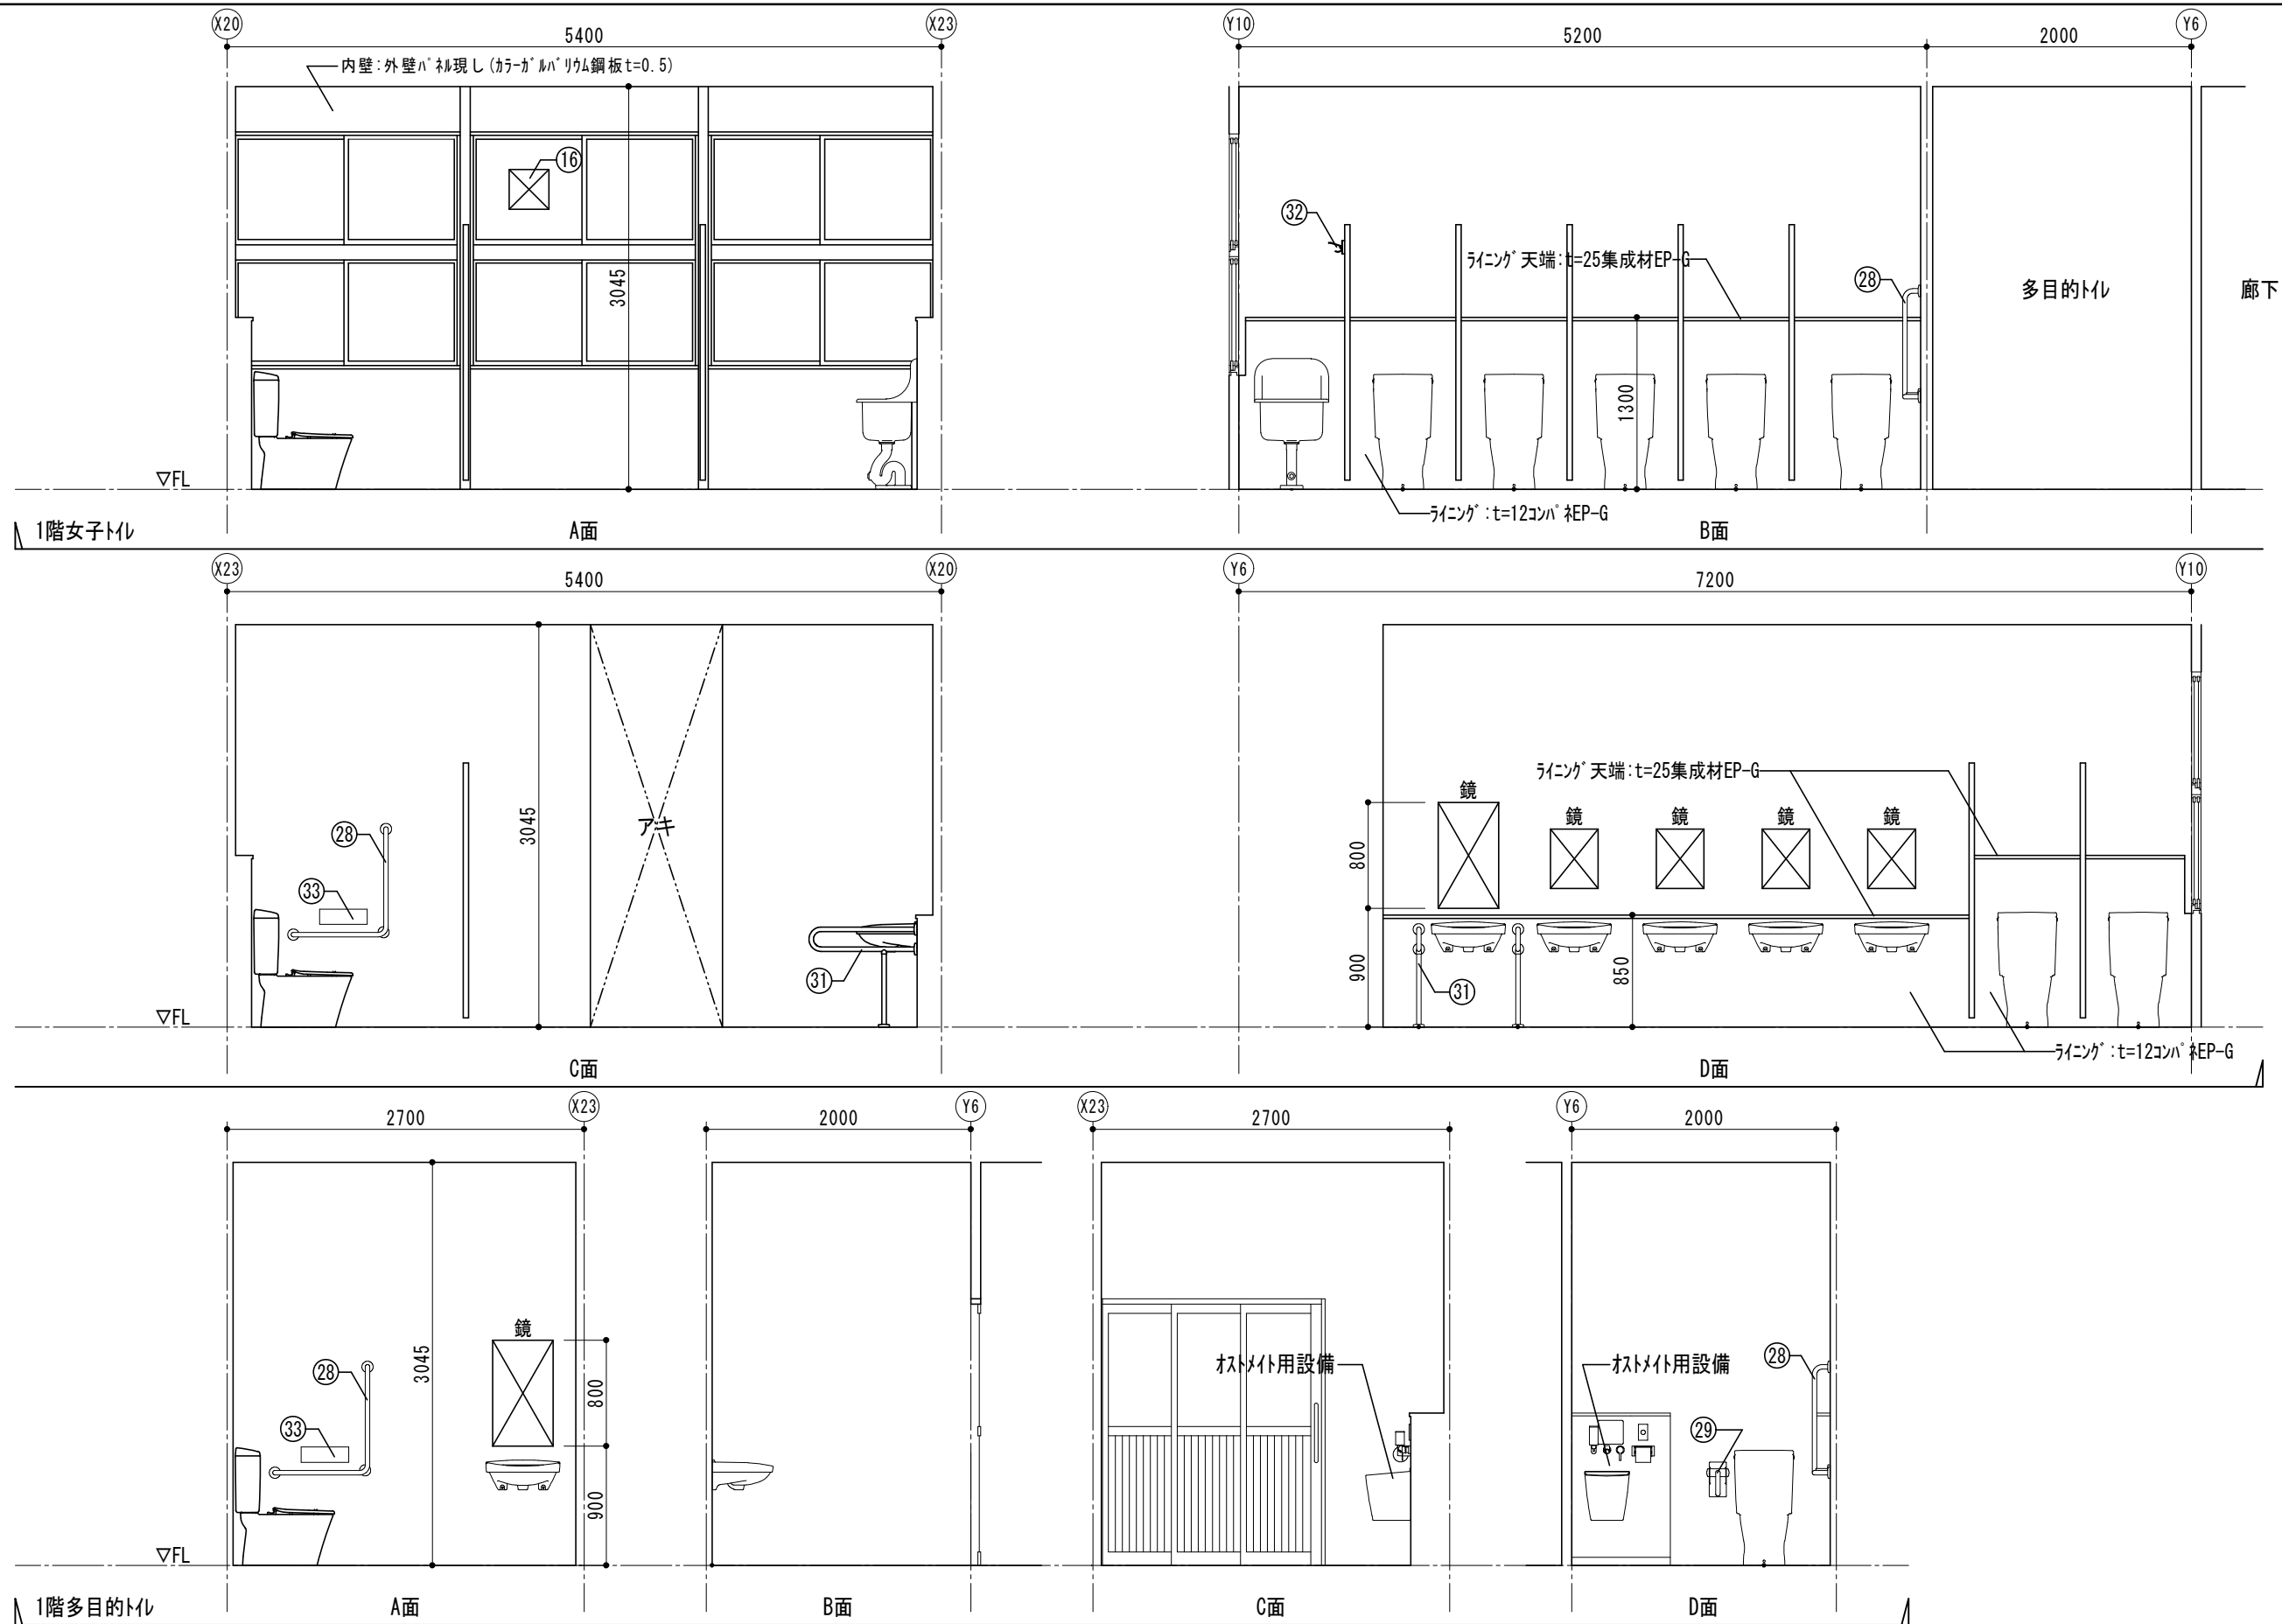 X20
X23
Y10
Y6
5400
5200
2000
内壁:外壁パネル現し(カラーガルバリウム鋼板t=0.5)
16
32
ライニング天端:t=25集成材EP-G
28
多目的トイレ
廊下
3045
1300
▽FL
ライニング:t=12コンパネEP-G
1階女子トイレ
A面
B面
X23
X20
Y6
Y10
5400
7200
ライニング天端:t=25集成材EP-G
鏡
鏡
鏡
鏡
鏡
28
33
3045
アキ
31
800
900
850
31
▽FL
ライニング:t=12コンパネEP-G
C面
D面
2700
X23
2000
Y6
X23
2700
Y6
2000
鏡
28
33
3045
800
900
オストメイト用設備
オストメイト用設備
28
29
▽FL
1階多目的トイレ
A面
B面
C面
D面